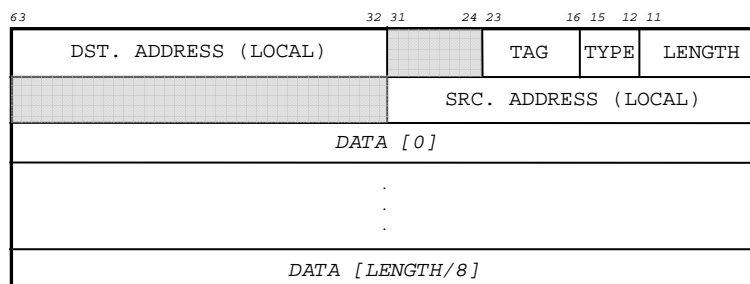 63 32 31 24 23 16 15 12 11
DST. ADDRESS (LOCAL) TAG TYPE LENGTH
SRC. ADDRESS (LOCAL)
DATA [0]
.
.
.
DATA [LENGTH/8]